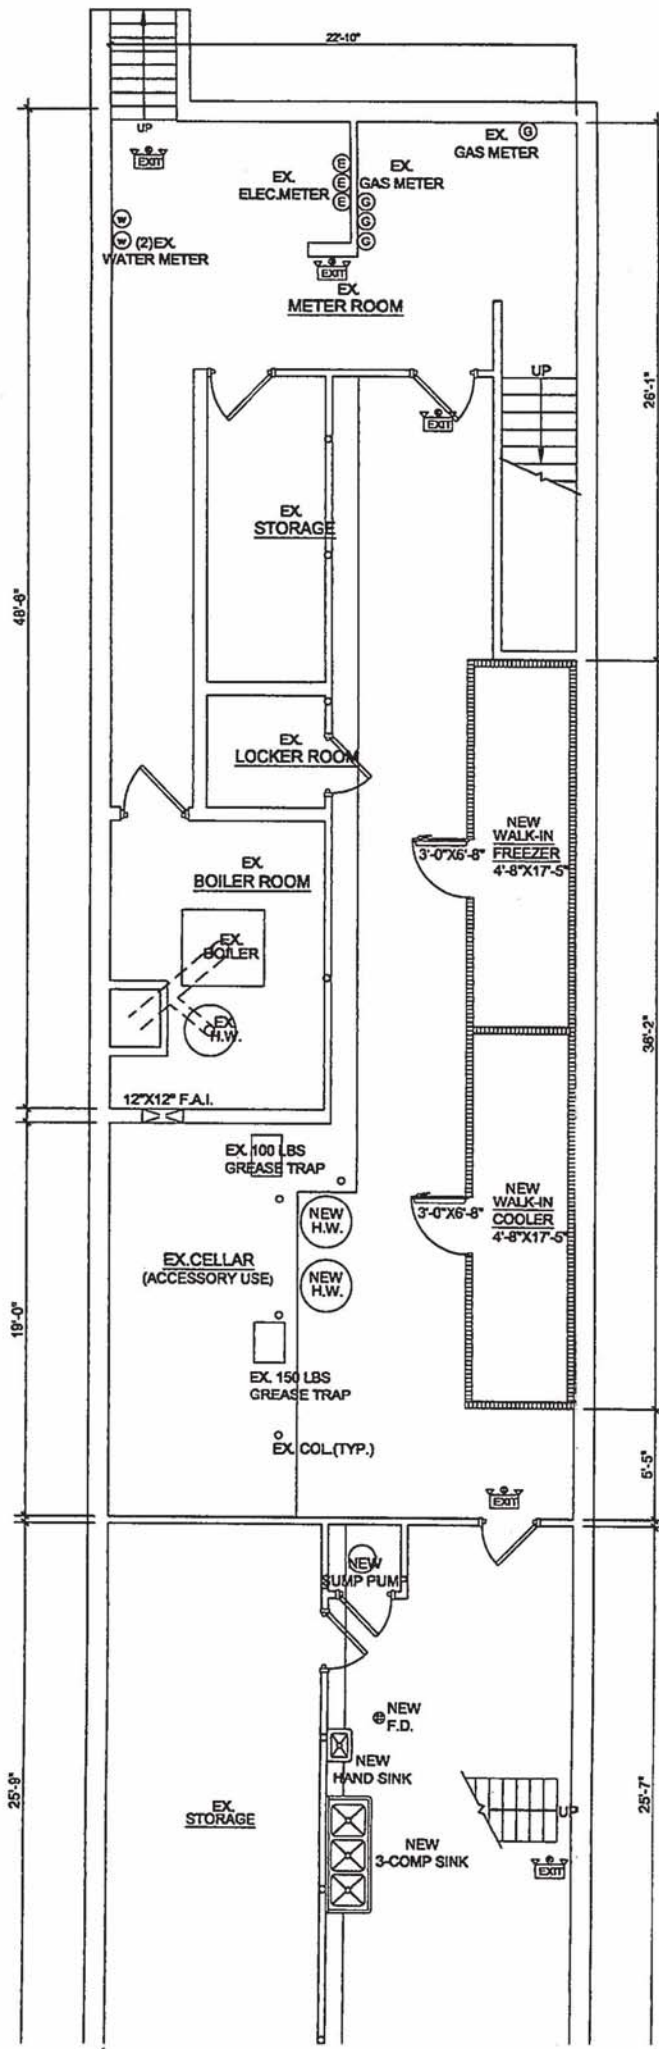 22'-10"
UP
EXIT
EX.
GAS METER
G
EX.
ELEC.METER
E
E
E
EX.
GAS METER
G
G
G
W
W
(2)EX.
WATER METER
EXIT
EX.
METER ROOM
UP
EXIT
26'-1"
EX.
STORAGE
48'-6"
EX.
LOCKER ROOM
NEW
WALK-IN
FREEZER
4'-8"X17'-5"
3'-0"X6'-8"
EX.
BOILER ROOM
EX.
BOILER
EX.
H.W.
36'-2"
12"X12" F.A.I.
EX. 100 LBS
GREASE TRAP
NEW
H.W.
NEW
WALK-IN
COOLER
4'-8"X17'-5"
3'-0"X6'-8"
EX.CELLAR
(ACCESSORY USE)
NEW
H.W.
19'-0"
EX. 150 LBS
GREASE TRAP
EX. COL.(TYP.)
5'-5"
EXIT
NEW
SUMP PUMP
NEW
F.D.
NEW
HAND SINK
25'-9"
EX.
STORAGE
NEW
3-COMP SINK
UP
EXIT
25'-7"